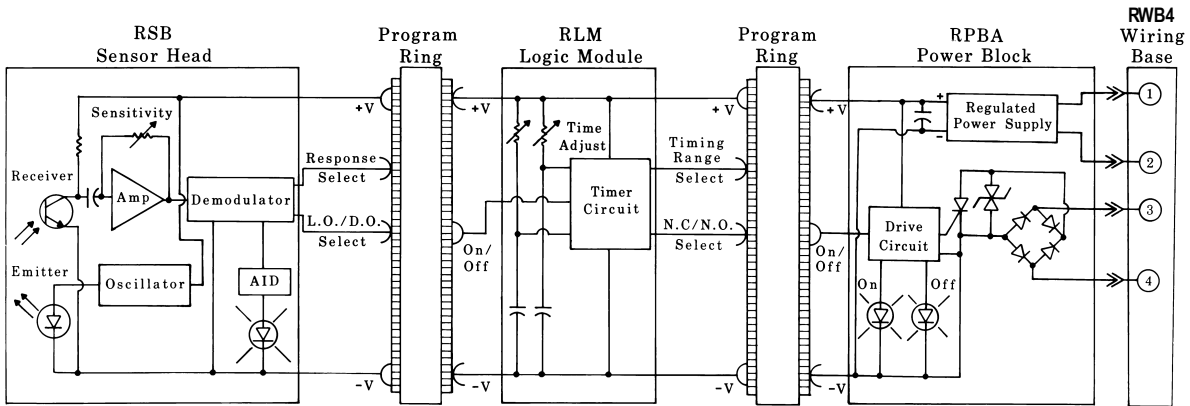 RSB
Sensor Head
Program
Ring
RLM
Logic Module
Program
Ring
RPBA
Power Block
RWB4
Wiring
Base
Sensitivity
Receiver
Amp
Demodulator
Emitter
Oscillator
AID
+V
Response
Select
L.O./D.O.
Select
-V
+V
On/
Off
-V
Time
Adjust
Timer
Circuit
+V
Timing
Range
Select
N.C/N.O.
Select
-V
+V
On/
Off
-V
+
-
Regulated
Power Supply
Drive
Circuit
On
Off
1
2
3
4